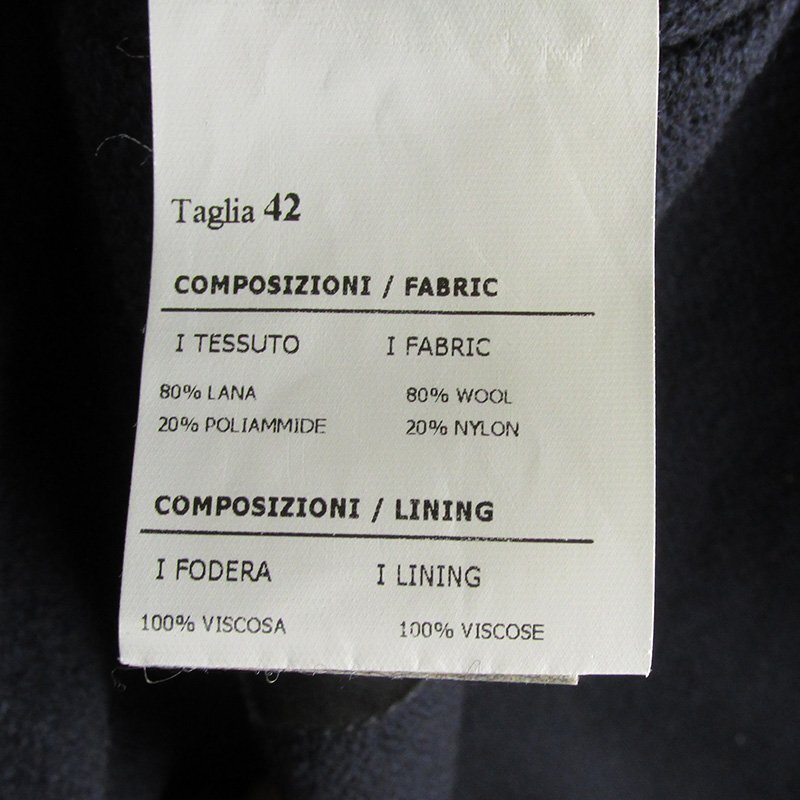 Taglia 42
COMPOSIZIONI / FABRIC
I TESSUTO I FABRIC
80% LANA 80% WOOL
20% POLIAMMIDE 20% NYLON
COMPOSIZIONI / LINING
I FODERA I LINING
100% VISCOSA 100% VISCOSE